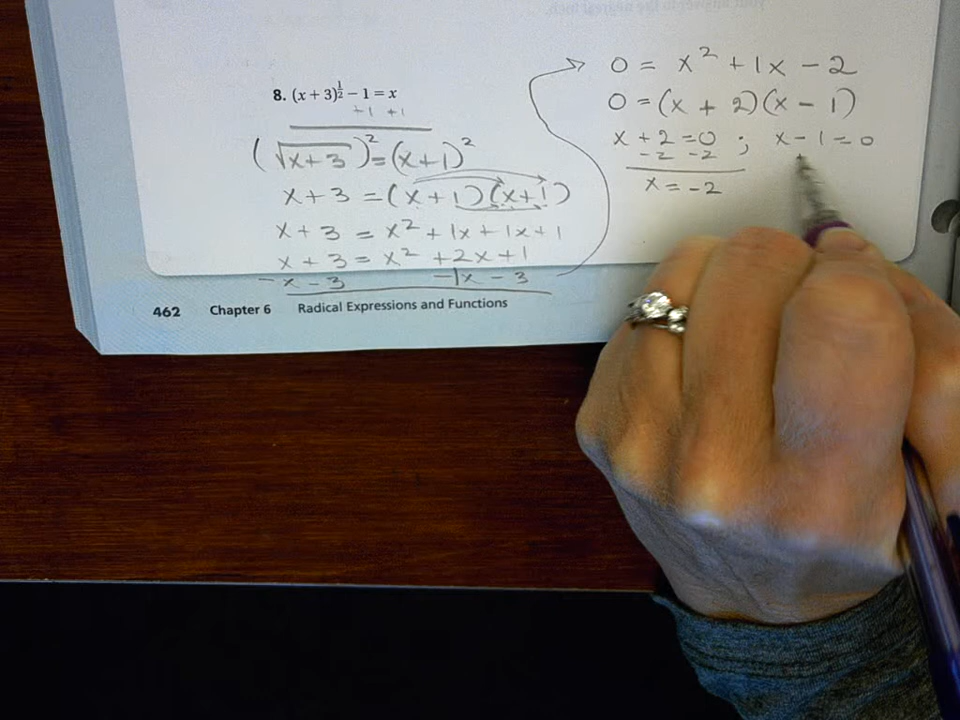 8. (x + 3)^½ − 1 = x
+1 +1
(√x+3)² = (x+1)²
x+3 = (x+1)(x+1)
x+3 = x² + 1x + 1x + 1
x+3 = x² + 2x + 1
-x - 3 -1x - 3
0 = x² + 1x - 2
0 = (x + 2)(x - 1)
x + 2 = 0 ; x - 1 = 0
-2 -2
x = -2
462 Chapter 6 Radical Expressions and Functions